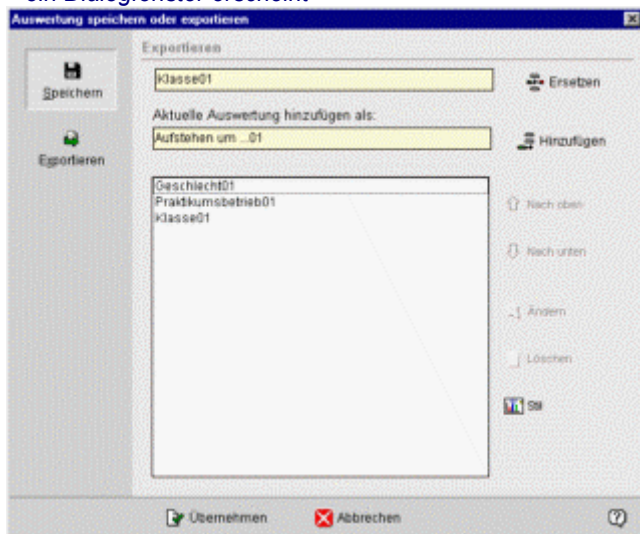 ein Dialogfenster erscheint
Auswertung speichern oder exportieren
Exportieren
Speichern
Klasse01
Ersetzen
Aktuelle Auswertung hinzufügen als:
Aufstehen um ...01
Hinzufügen
Exportieren
Geschlecht01
Praktikumsbetrieb01
Klasse01
Nach oben
Nach unten
Ändern
Löschen
Stil
Übernehmen
Abbrechen